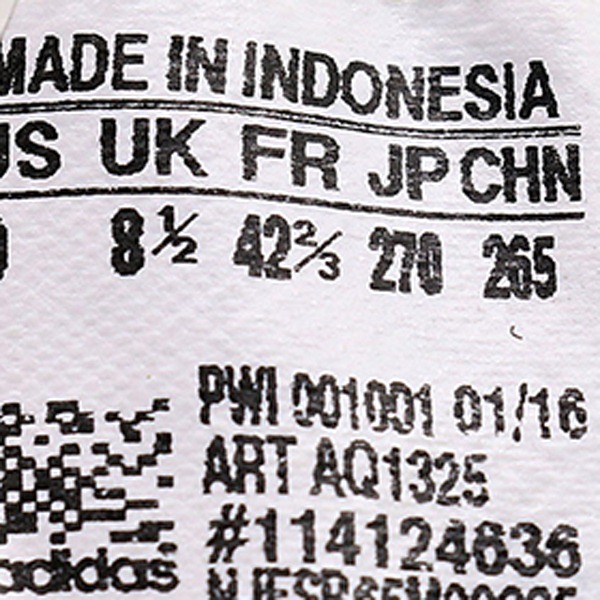 MADE IN INDONESIA
US UK FR JP CHN
8½ 42⅔ 270 265
PWI 001001 01/16
ART AQ1325
#114124636
adidas